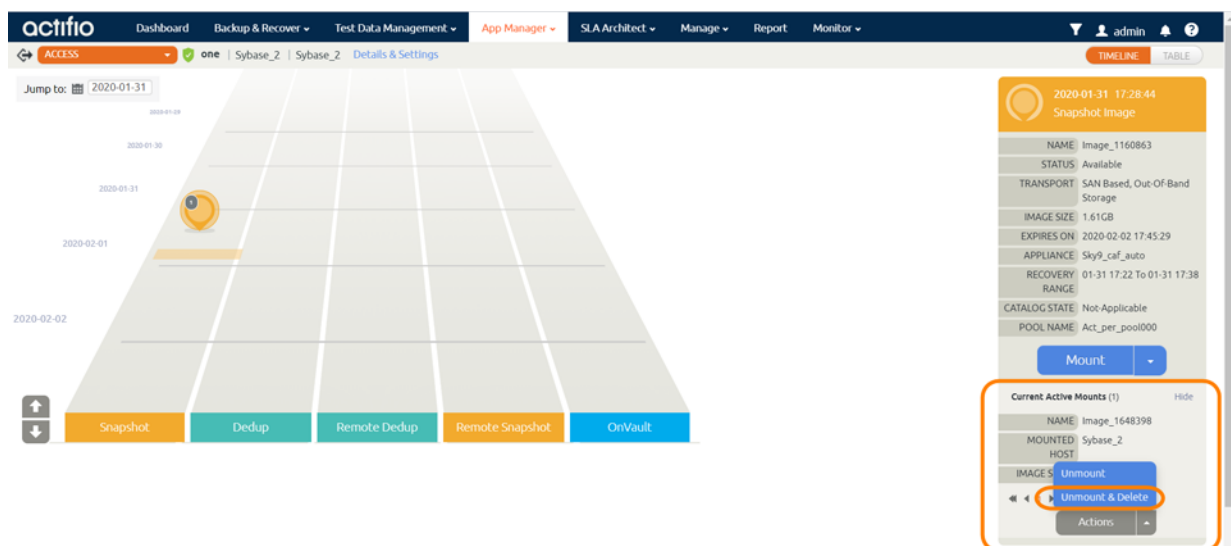 actifio Dashboard Backup & Recover Test Data Management App Manager SLA Architect Manage Report Monitor admin ?
ACCESS one | Sybase_2 | Sybase_2 Details & Settings TIMELINE TABLE
Jump to: 2020-01-31
2020-01-30
2020-01-31
1
2020-02-01
2020-02-02
Snapshot Dedup Remote Dedup Remote Snapshot OnVault
2020-01-31 17:28:44
Snapshot Image
NAME Image_1160863
STATUS Available
TRANSPORT SAN Based, Out-Of-Band
Storage
IMAGE SIZE 1.61GB
EXPIRES ON 2020-02-02 17:45:29
APPLIANCE Sky9_caf_auto
RECOVERY 01-31 17:22 To 01-31 17:38
RANGE
CATALOG STATE Not-Applicable
POOL NAME Act_per_pool000
Mount
Current Active Mounts (1) Hide
NAME Image_1648398
MOUNTED Sybase_2
HOST
IMAGE S
Unmount
Unmount & Delete
Actions